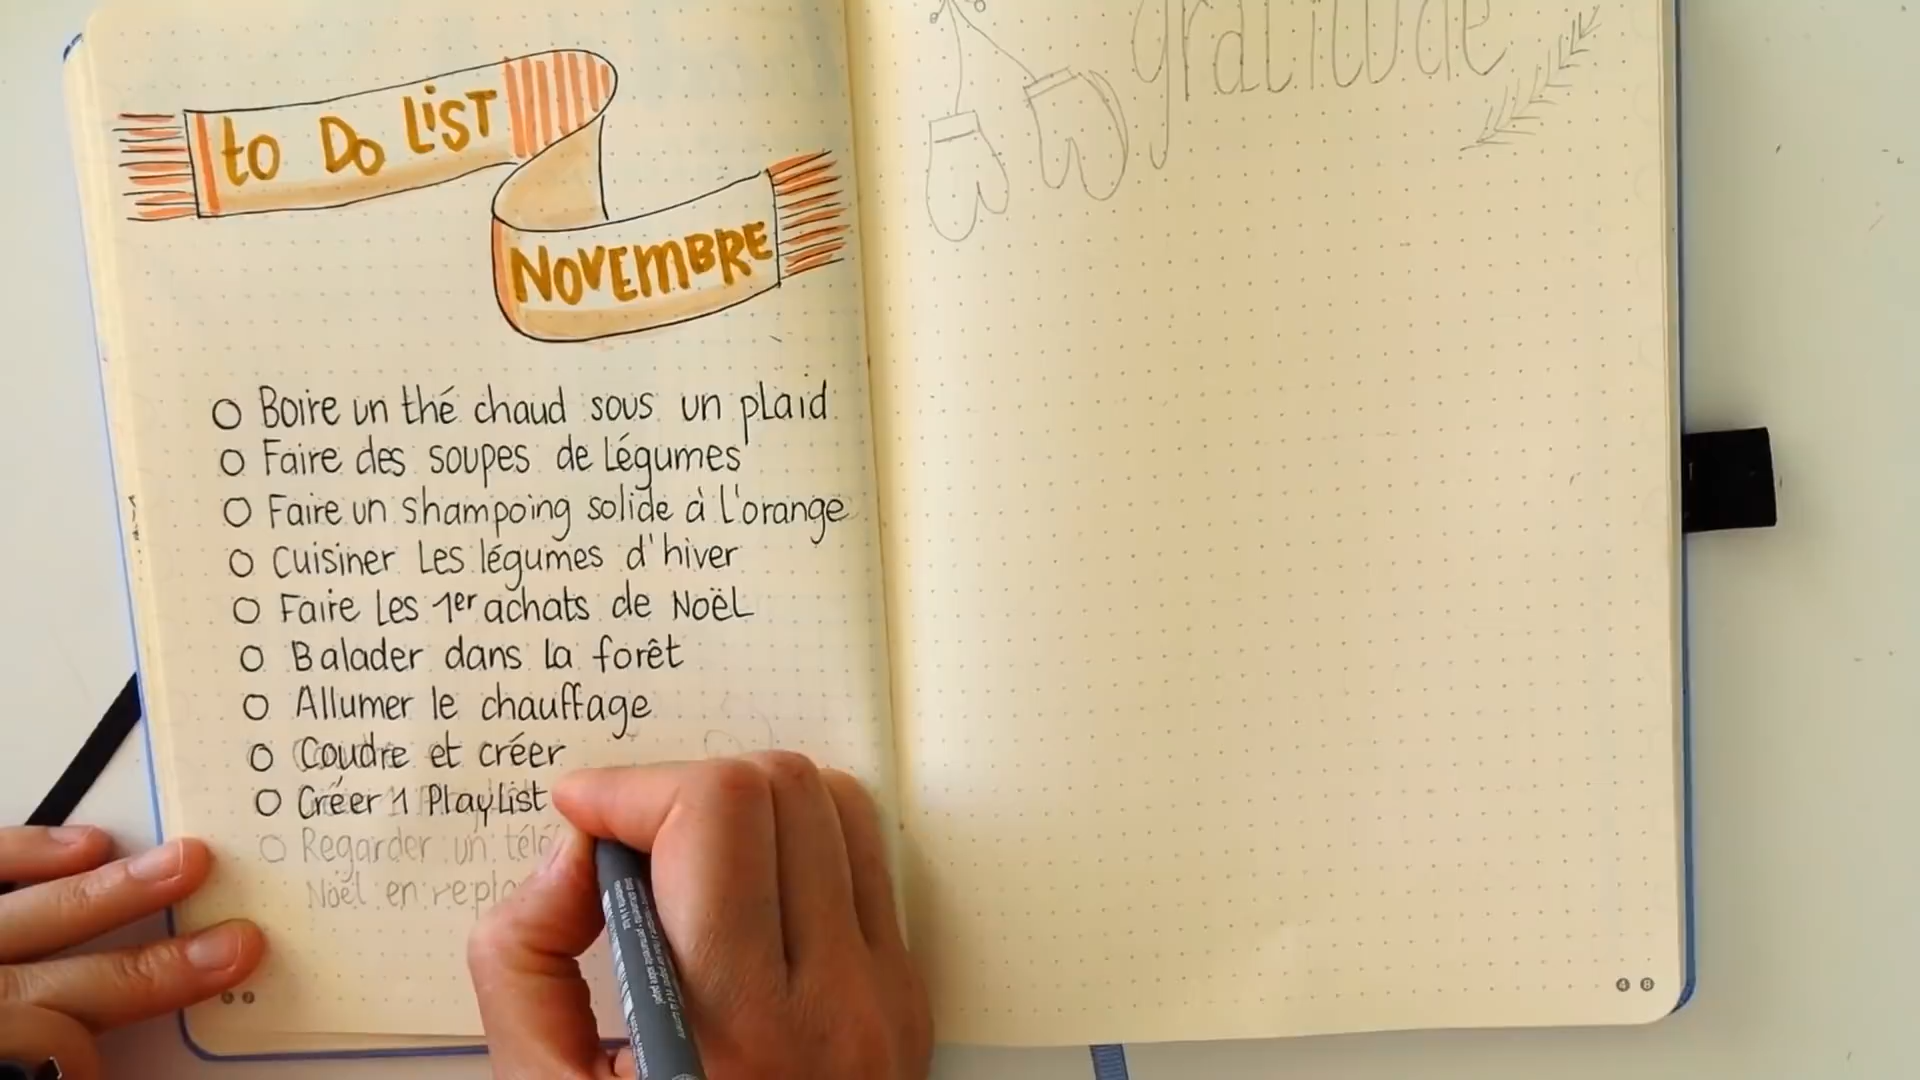 to Do List
NOVEMBRE
gratitude
Boire un thé chaud sous un plaid
Faire des soupes de légumes
Faire un shampoing solide à l'orange
Cuisiner Les légumes d'hiver
Faire Les 1er achats de Noël
Balader dans la forêt
Allumer le chauffage
Coudre et créer
Créer 1 PlayList
Regarder un
Noël en
48